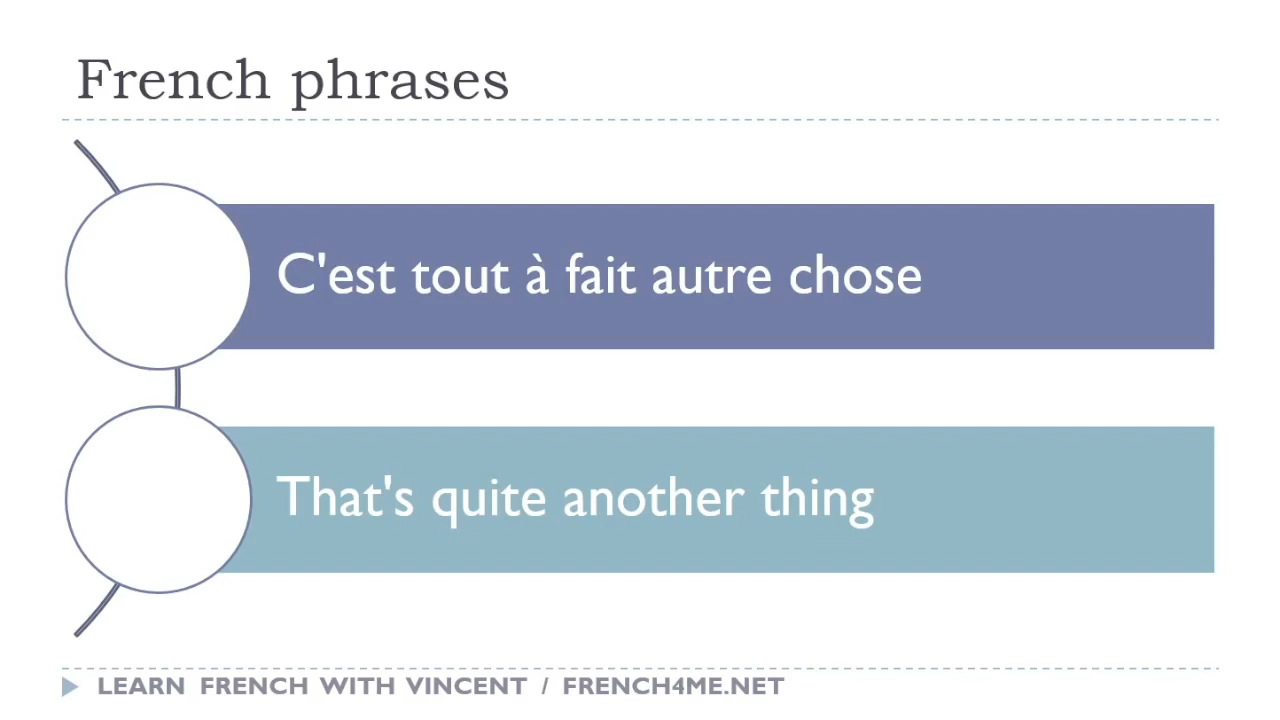 French phrases
C'est tout à fait autre chose
That's quite another thing
LEARN FRENCH WITH VINCENT / FRENCH4ME.NET